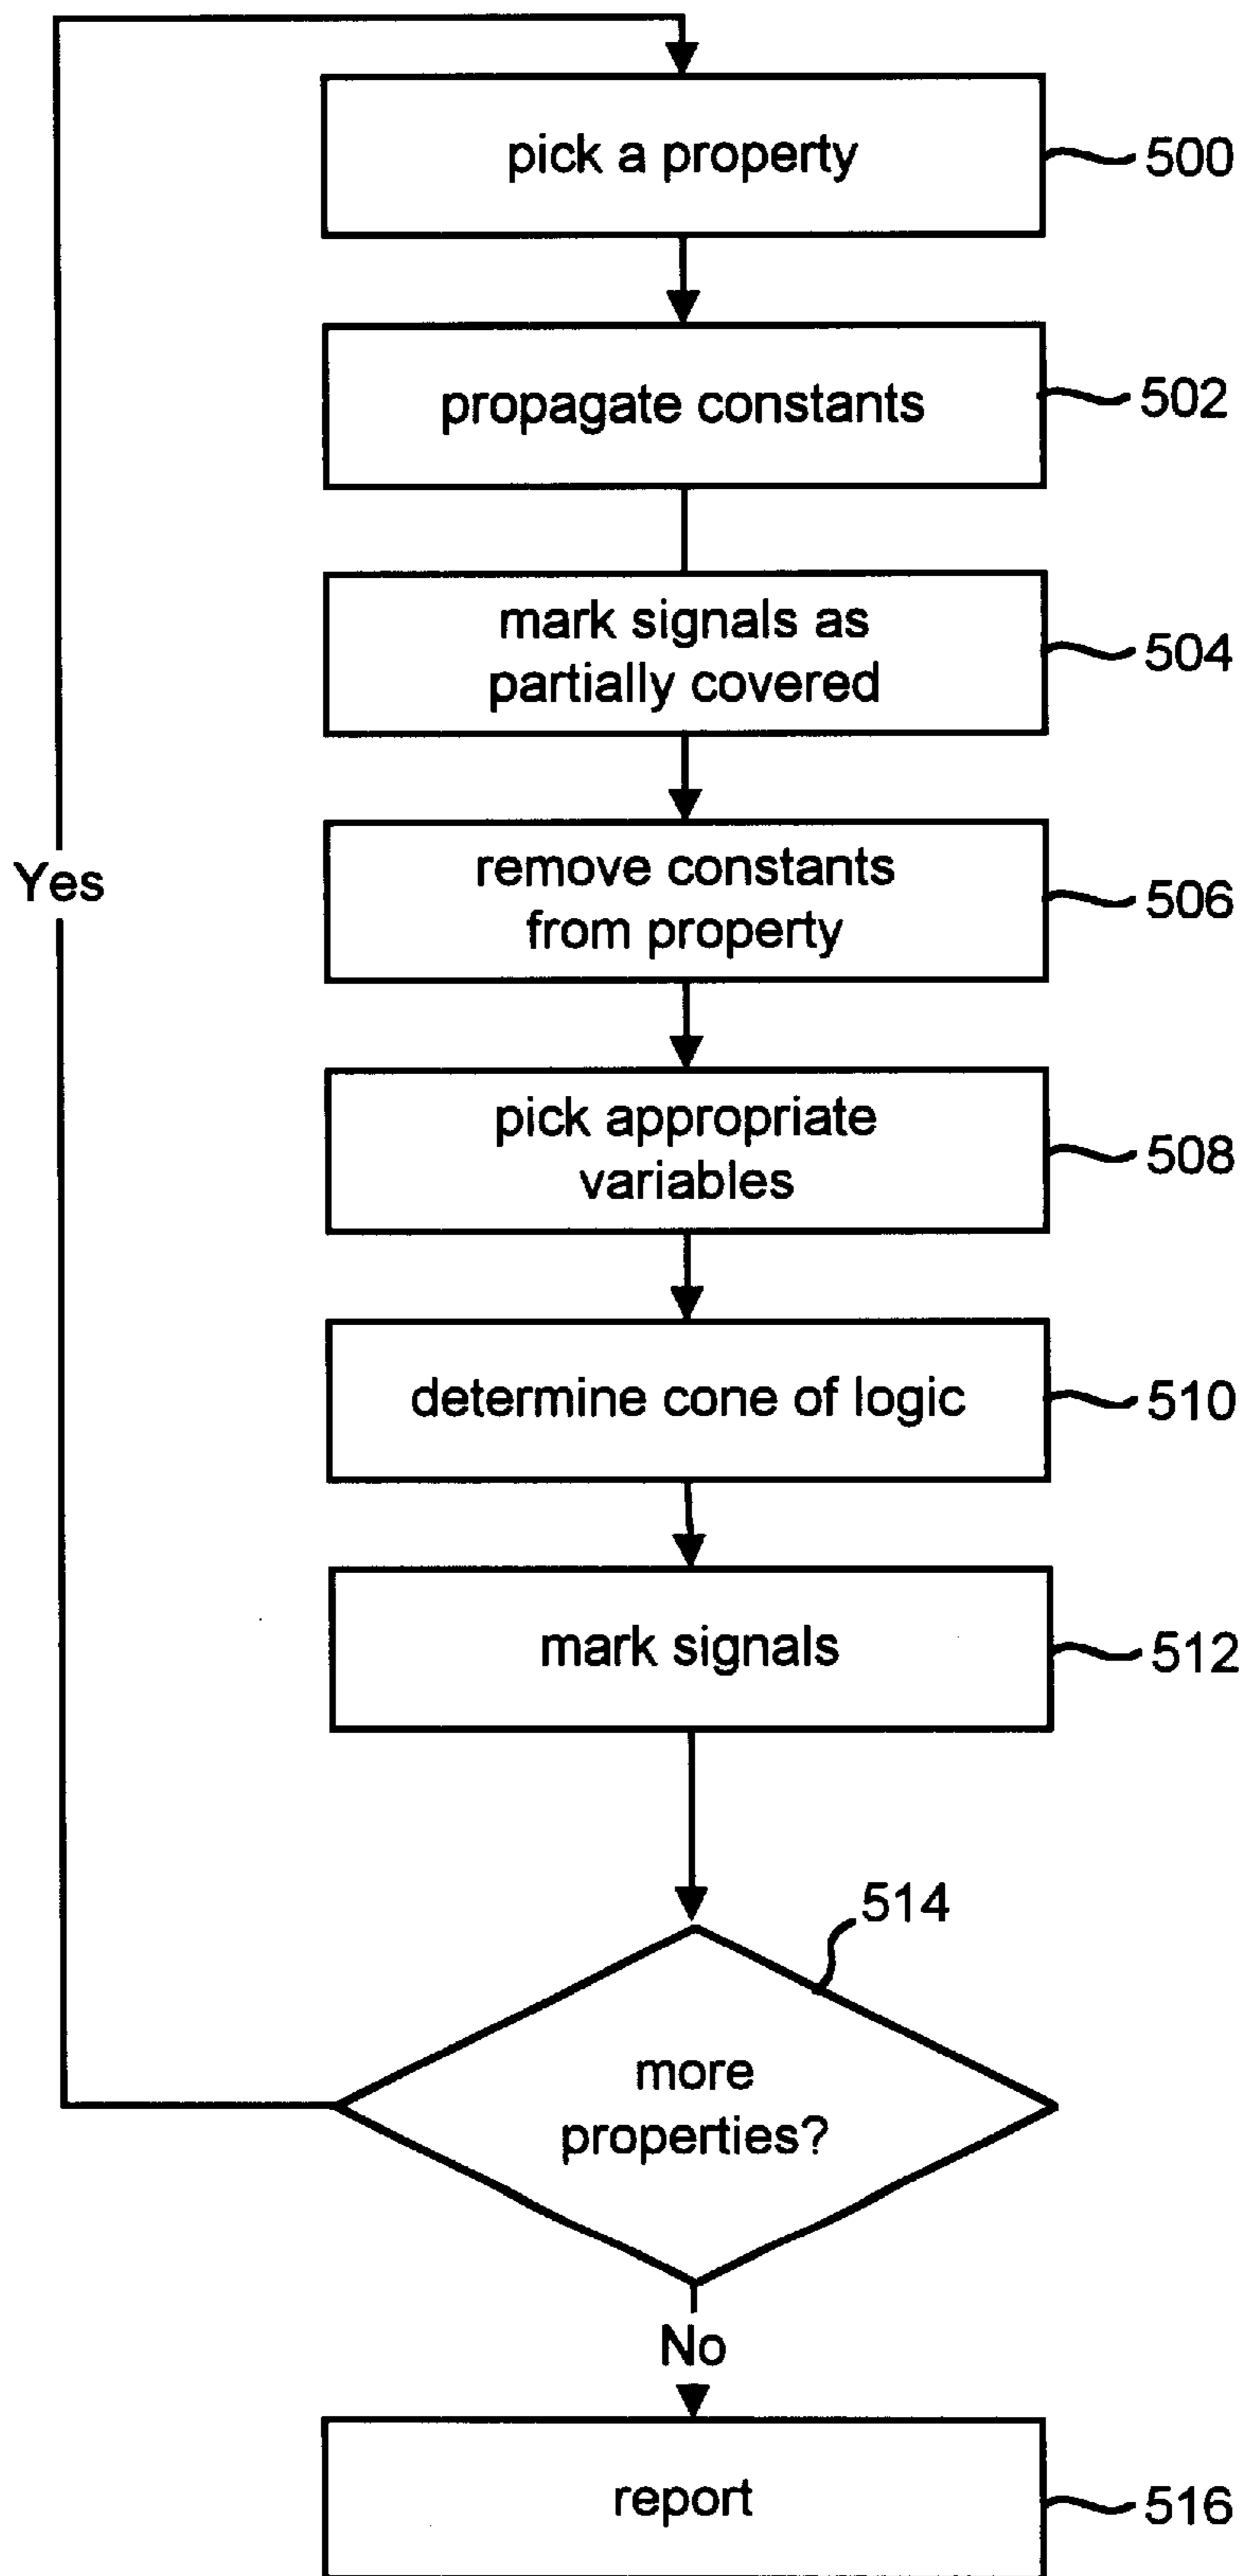 pick a property
500
propagate constants
502
mark signals as
partially covered
504
remove constants
from property
506
Yes
pick appropriate
variables
508
determine cone of logic
510
mark signals
512
514
more
properties?
No
report
516